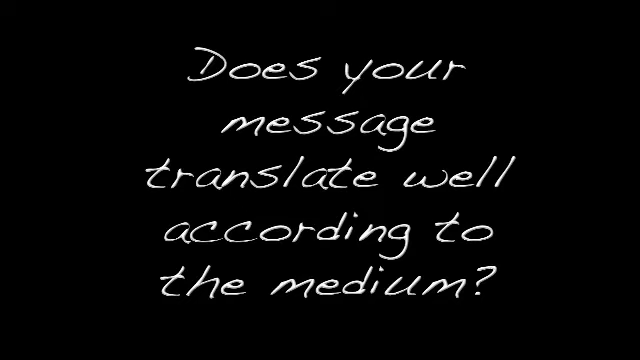 Does your
message
translate well
according to
the medium?